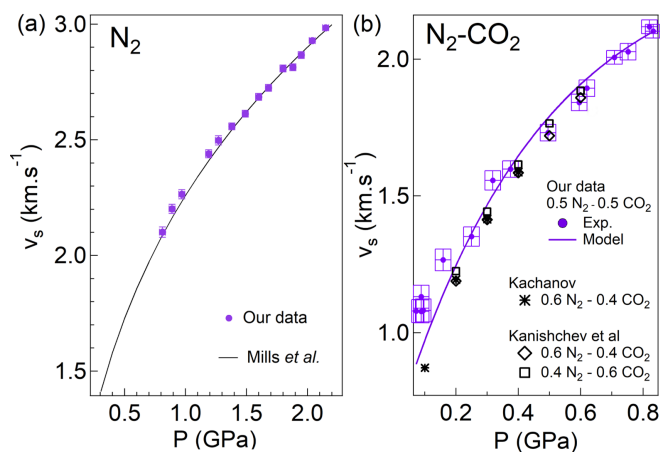 (a)
N₂
3.0
2.5
2.0
1.5
vₛ (km.s⁻¹)
Our data
Mills et al.
0.5
1.0
1.5
2.0
P (GPa)
(b)
N₂-CO₂
2.0
1.5
1.0
vₛ (km.s⁻¹)
Our data
0.5 N₂ - 0.5 CO₂
Exp.
Model
Kachanov
0.6 N₂ - 0.4 CO₂
Kanishchev et al
0.6 N₂ - 0.4 CO₂
0.4 N₂ - 0.6 CO₂
0.2
0.4
0.6
0.8
P (GPa)